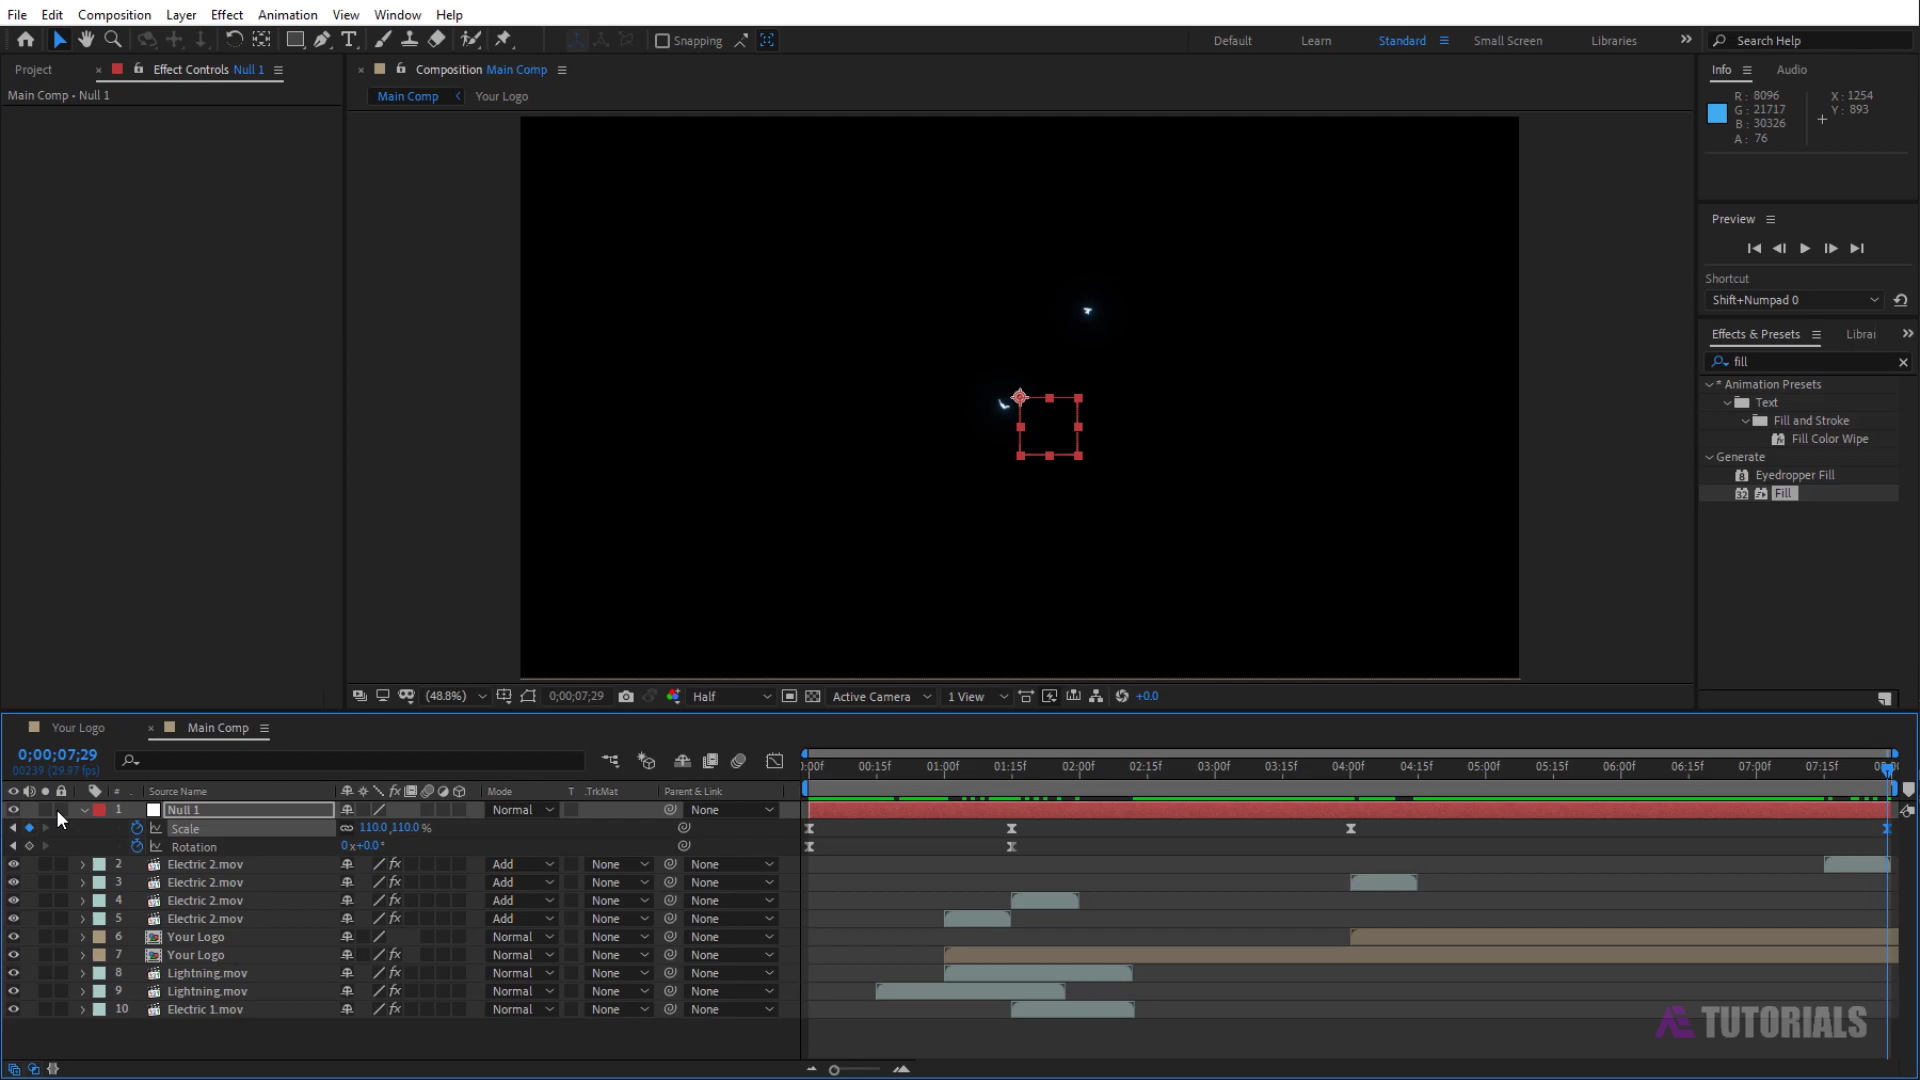 File Edit Composition Layer Effect Animation View Window Help
Snapping Default Learn Standard Small Screen Libraries Search Help
Project Effect Controls Null 1 Composition Main Comp Info Audio
Main Comp • Null 1 Main Comp Your Logo
R: 8096 X: 1254
G: 21717 Y: 893
B: 30326
A: 76
Preview
Shortcut
Shift+Numpad 0
Effects & Presets Librar
fill
* Animation Presets
Text
Fill and Stroke
Fill Color Wipe
Generate
Eyedropper Fill
Fill
(48.8%) 0;00;07;29 Half Active Camera 1 View +0.0
Your Logo Main Comp
0;00;07;29
00239 (29.97 fps)
:00f 00:15f 01:00f 01:15f 02:00f 02:15f 03:00f 03:15f 04:00f 04:15f 05:00f 05:15f 06:00f 06:15f 07:00f 07:15f
# Source Name Mode T .TrkMat Parent & Link
1 Null 1 Normal None
Scale 110.0,110.0 %
Rotation 0x+0.0°
2 Electric 2.mov Add None None
3 Electric 2.mov Add None None
4 Electric 2.mov Add None None
5 Electric 2.mov Add None None
6 Your Logo Normal None None
7 Your Logo Normal None None
8 Lightning.mov Normal None None
9 Lightning.mov Normal None None
10 Electric 1.mov Normal None None
AE TUTORIALS